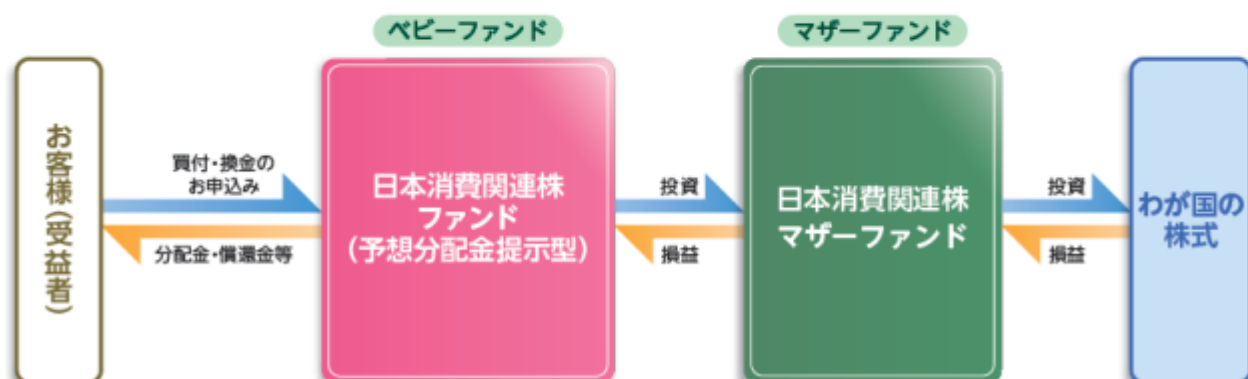 ベビーファンド
マザーファンド
お客様(受益者)
買付・換金の
お申込み
分配金・償還金等
日本消費関連株
ファンド
(予想分配金提示型)
投資
損益
日本消費関連株
マザーファンド
投資
損益
わが国の
株式